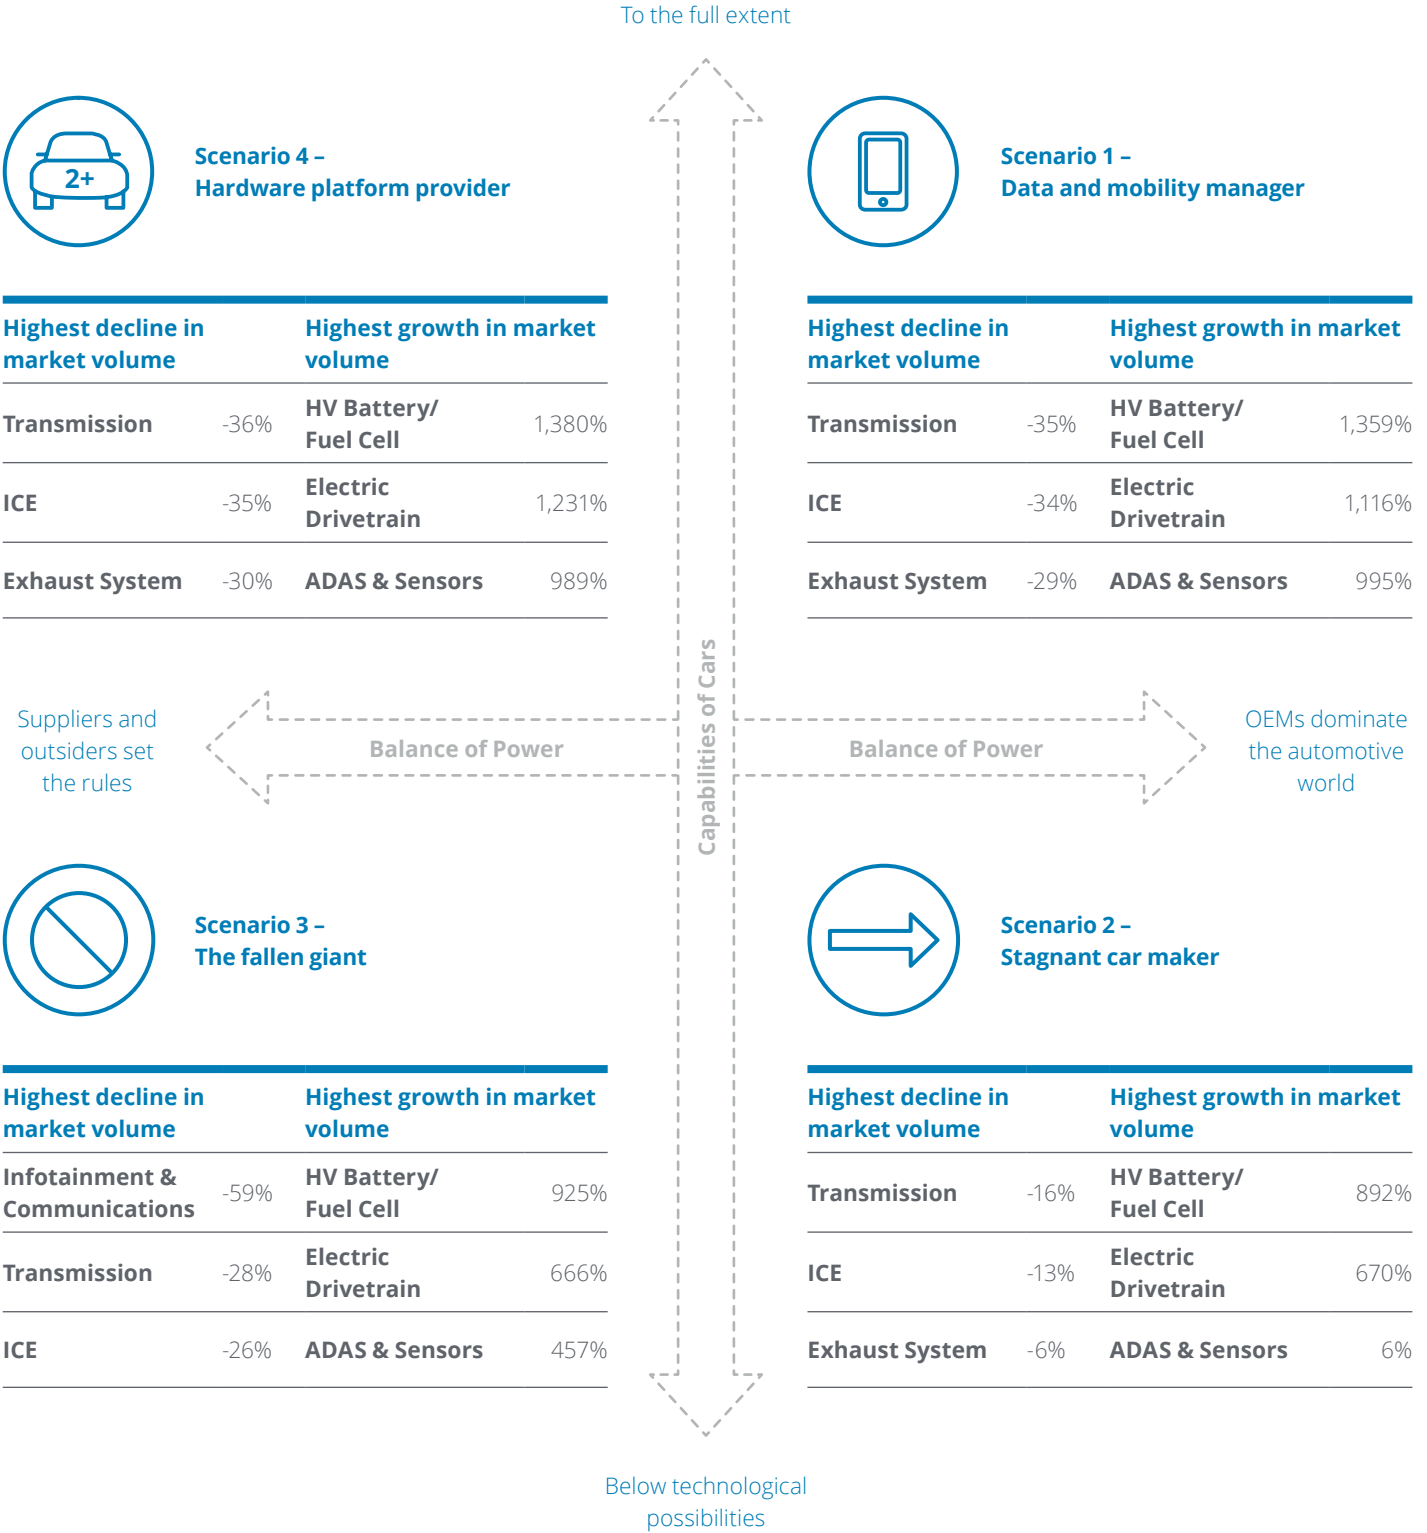 To the full extent
2+
Scenario 4 –
Hardware platform provider
Highest decline in
market volume
Highest growth in market
volume
Transmission -36% HV Battery/
Fuel Cell 1,380%
ICE -35% Electric
Drivetrain 1,231%
Exhaust System -30% ADAS & Sensors 989%
Scenario 1 –
Data and mobility manager
Highest decline in
market volume
Highest growth in market
volume
Transmission -35% HV Battery/
Fuel Cell 1,359%
ICE -34% Electric
Drivetrain 1,116%
Exhaust System -29% ADAS & Sensors 995%
Suppliers and
outsiders set
the rules
Balance of Power
Capabilities of Cars
Balance of Power
OEMs dominate
the automotive
world
Scenario 3 –
The fallen giant
Highest decline in
market volume
Highest growth in market
volume
Infotainment &
Communications -59% HV Battery/
Fuel Cell 925%
Transmission -28% Electric
Drivetrain 666%
ICE -26% ADAS & Sensors 457%
Scenario 2 –
Stagnant car maker
Highest decline in
market volume
Highest growth in market
volume
Transmission -16% HV Battery/
Fuel Cell 892%
ICE -13% Electric
Drivetrain 670%
Exhaust System -6% ADAS & Sensors 6%
Below technological
possibilities